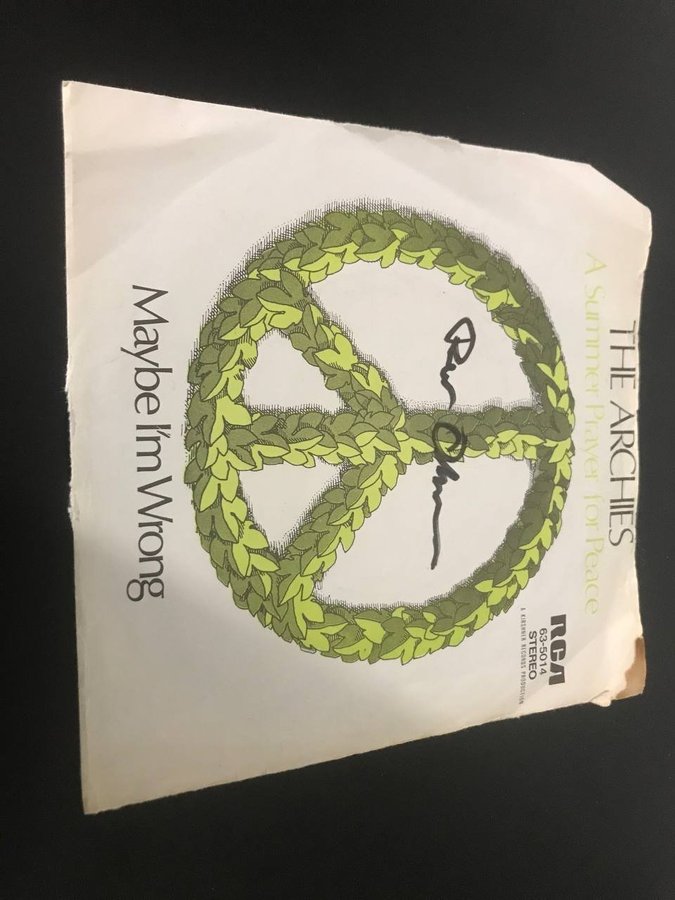 THE ARCHIES
A Summer Prayer for Peace
RCA
63-5014
STEREO
A KIRSHNER RECORDS PRODUCTION
Maybe I'm Wrong